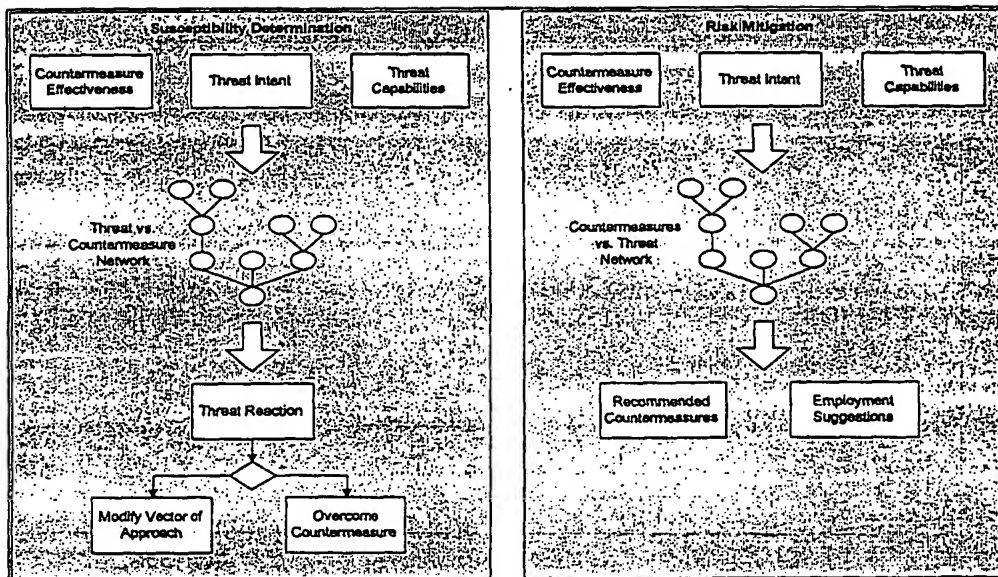 Susceptibility Determination
Countermeasure
Effectiveness
Threat Intent
Threat
Capabilities
Threat vs.
Countermeasure
Network
Threat Reaction
Modify Vector of
Approach
Overcome
Countermeasure
Risk Mitigation
Countermeasure
Effectiveness
Threat Intent
Threat
Capabilities
Countermeasures
vs. Threat
Network
Recommended
Countermeasures
Employment
Suggestions